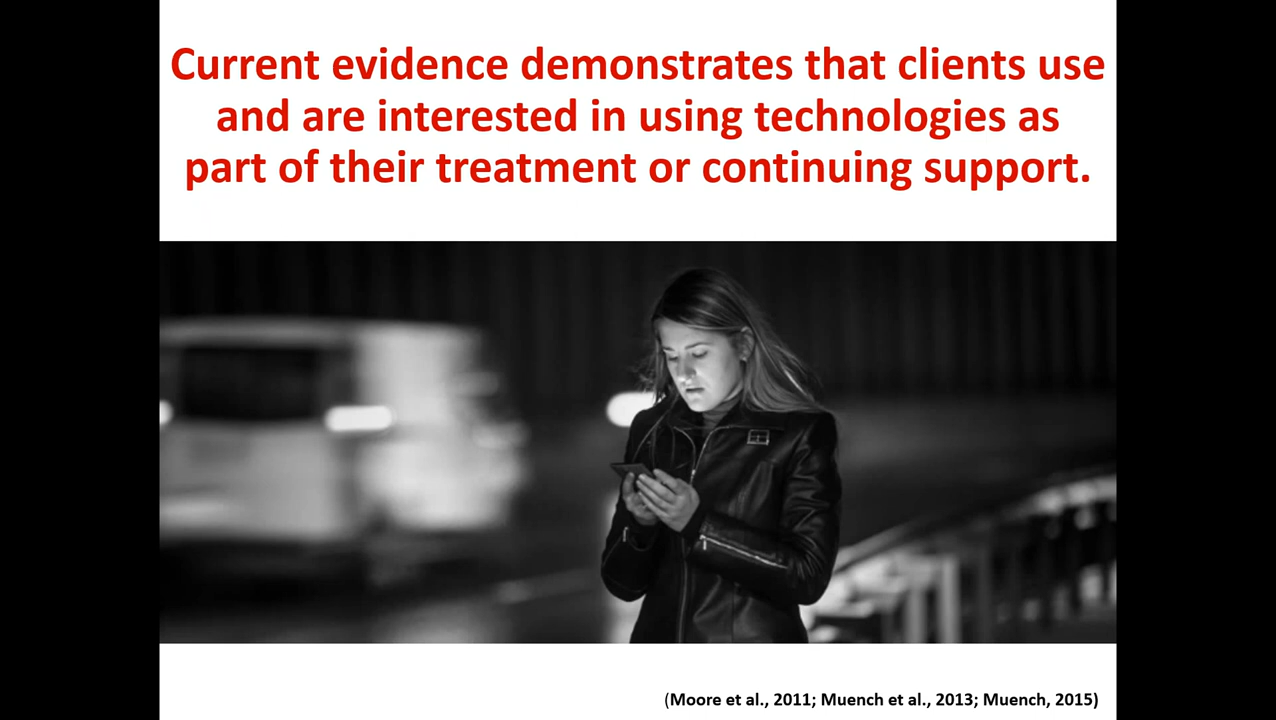 Current evidence demonstrates that clients use
and are interested in using technologies as
part of their treatment or continuing support.
(Moore et al., 2011; Muench et al., 2013; Muench, 2015)